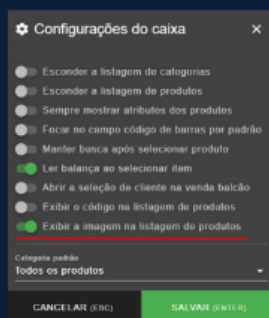 Configurações do caixa
Esconder a listagem de categorias
Esconder a listagem de produtos
Sempre mostrar atributos dos produtos
Focar no campo código de barras por padrão
Manter busca após selecionar produto
Ler balança ao selecionar item
Abrir a seleção de cliente na venda balcão
Exibir o código na listagem de produtos
Exibir a imagem na listagem de produtos
Categoria padrão
Todos os produtos
CANCELAR (ESC) SALVAR (ENTER)